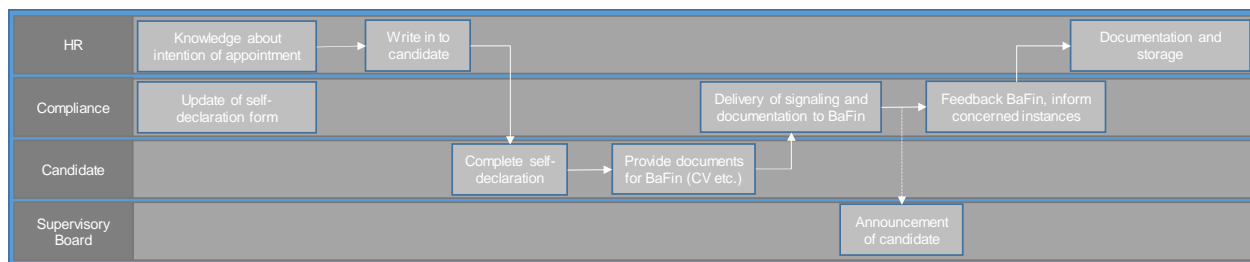 HR
Knowledge about
intention of appointment
Write in to
candidate
Documentation and
storage
Compliance
Update of self-
declaration form
Delivery of signaling and
documentation to BaFin
Feedback BaFin, inform
concerned instances
Candidate
Complete self-
declaration
Provide documents
for BaFin (CV etc.)
Supervisory
Board
Announcement
of candidate